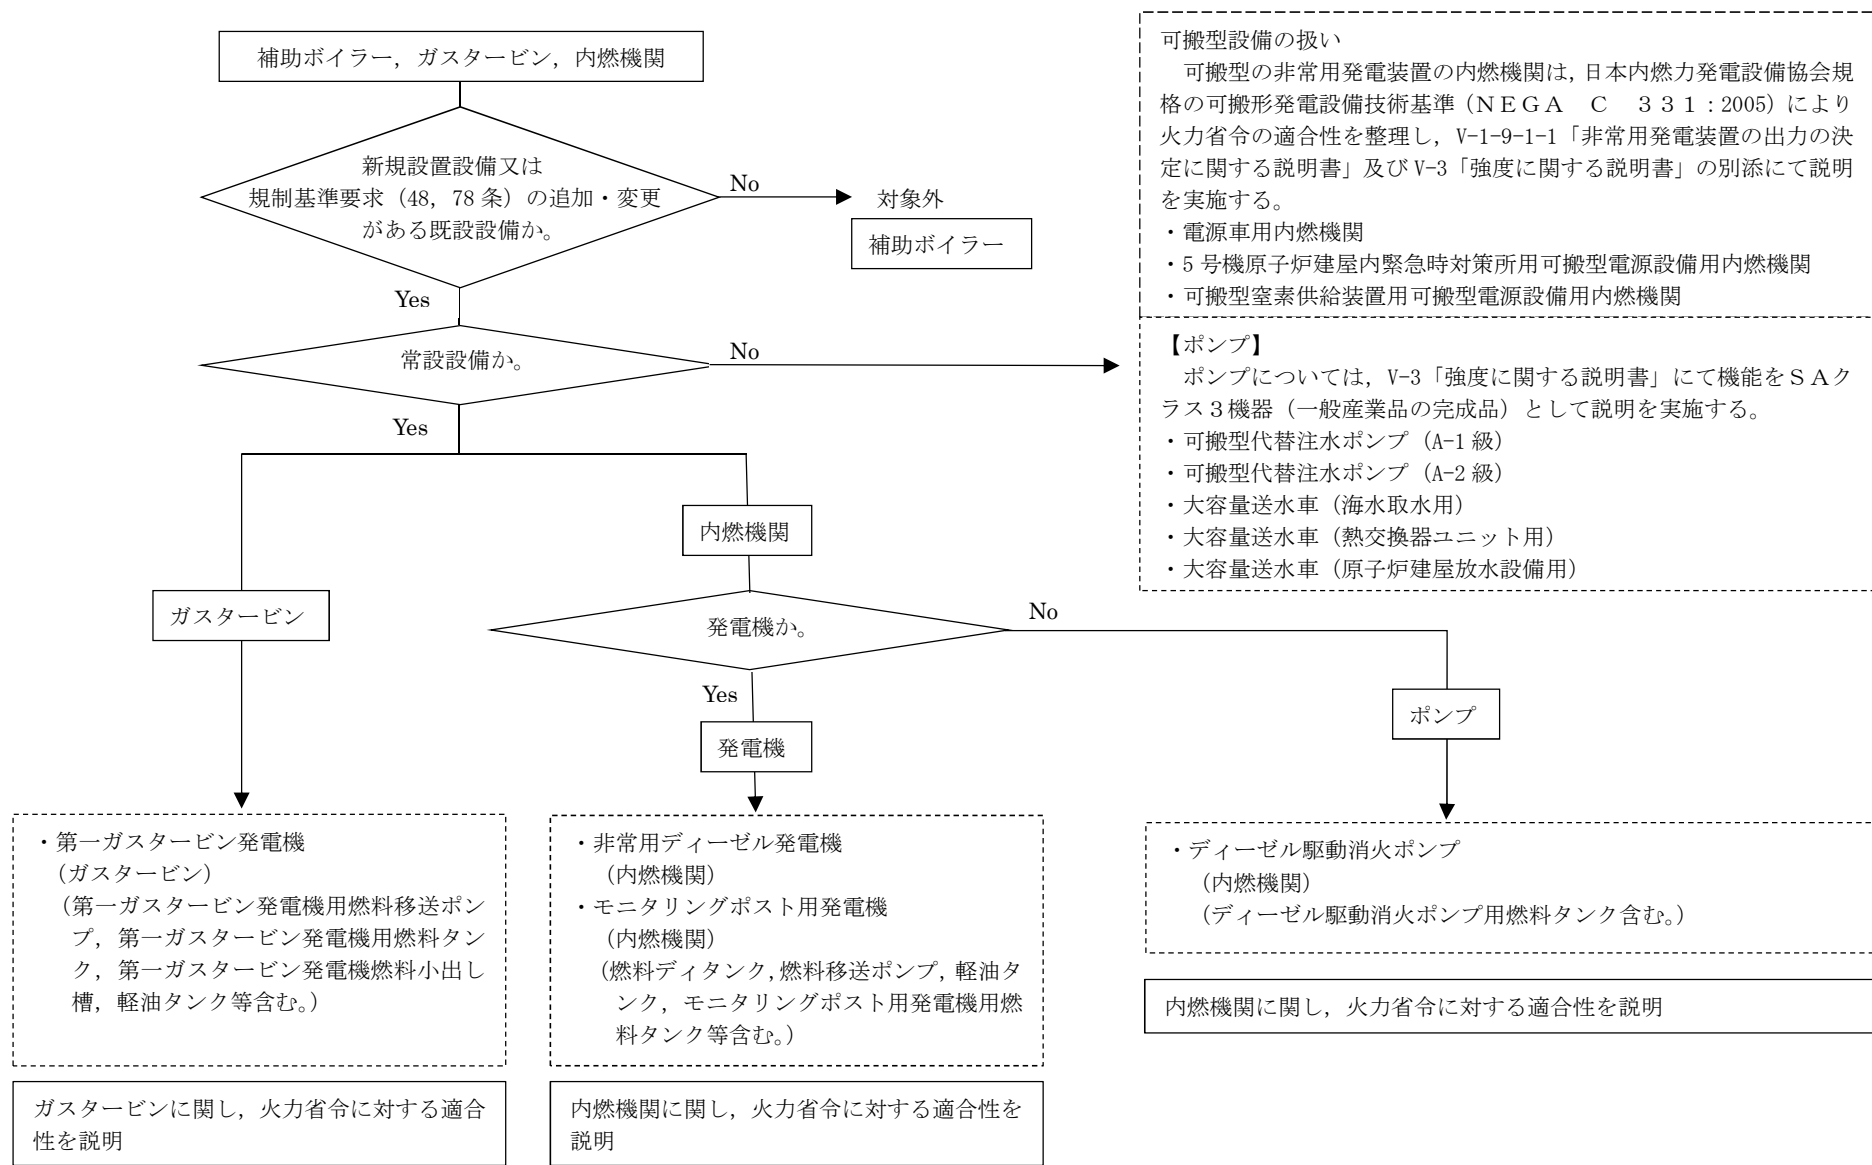 補助ボイラー，ガスタービン，内燃機関
新規設置設備又は
規制基準要求（48，78 条）の追加・変更
がある既設設備か。
No
対象外
補助ボイラー
Yes
常設設備か。
No
Yes
可搬型設備の扱い
可搬型の非常用発電装置の内燃機関は，日本内燃力発電設備協会規
格の可搬形発電設備技術基準（ＮＥＧＡ　Ｃ　３３１：2005）により
火力省令の適合性を整理し，V-1-9-1-1「非常用発電装置の出力の決
定に関する説明書」及び V-3「強度に関する説明書」の別添にて説明
を実施する。
・電源車用内燃機関
・5 号機原子炉建屋内緊急時対策所用可搬型電源設備用内燃機関
・可搬型窒素供給装置用可搬型電源設備用内燃機関
【ポンプ】
ポンプについては，V-3「強度に関する説明書」にて機能をＳＡク
ラス３機器（一般産業品の完成品）として説明を実施する。
・可搬型代替注水ポンプ（A-1 級）
・可搬型代替注水ポンプ（A-2 級）
・大容量送水車（海水取水用）
・大容量送水車（熱交換器ユニット用）
・大容量送水車（原子炉建屋放水設備用）
内燃機関
ガスタービン
発電機か。
No
Yes
発電機
ポンプ
・第一ガスタービン発電機
（ガスタービン）
（第一ガスタービン発電機用燃料移送ポン
プ，第一ガスタービン発電機用燃料タン
ク，第一ガスタービン発電機燃料小出し
槽，軽油タンク等含む。）
ガスタービンに関し，火力省令に対する適合
性を説明
・非常用ディーゼル発電機
（内燃機関）
・モニタリングポスト用発電機
（内燃機関）
（燃料ディタンク，燃料移送ポンプ，軽油タ
ンク，モニタリングポスト用発電機用燃
料タンク等含む。）
内燃機関に関し，火力省令に対する適合性を
説明
・ディーゼル駆動消火ポンプ
（内燃機関）
（ディーゼル駆動消火ポンプ用燃料タンク含む。）
内燃機関に関し，火力省令に対する適合性を説明